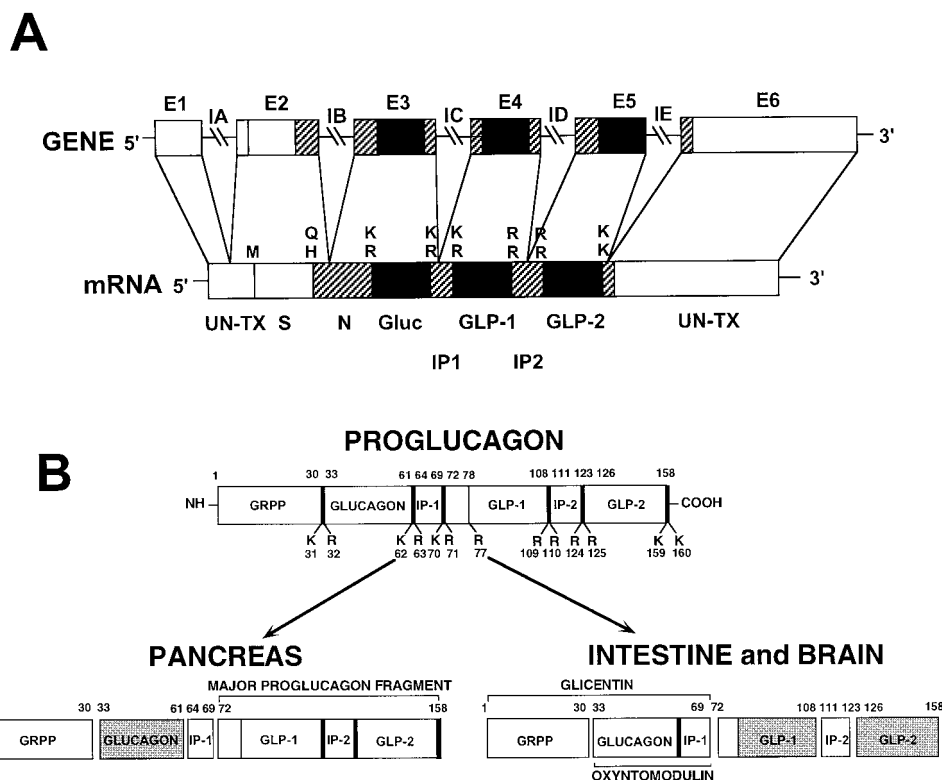 A
E1 IA E2 IB E3 IC E4 ID E5 IE E6
GENE 5' 3'
Q K K K R R K
M H R R R R R K
mRNA 5' 3'
UN-TX S N Gluc GLP-1 GLP-2 UN-TX
IP1 IP2
PROGLUCAGON
B
1 30 33 61 64 69 72 78 108 111 123 126 158
NH GRPP GLUCAGON IP-1 GLP-1 IP-2 GLP-2 COOH
K R K R K R R R R R R K K
31 32 62 63 70 71 77 109 110 124 125 159 160
PANCREAS
INTESTINE and BRAIN
MAJOR PROGLUCAGON FRAGMENT
GLICENTIN
30 33 61 64 69 72 158
1 30 33 69 72 108 111 123 126 158
GRPP GLUCAGON IP-1 GLP-1 IP-2 GLP-2
GRPP GLUCAGON IP-1 GLP-1 IP-2 GLP-2
OXYNTOMODULIN